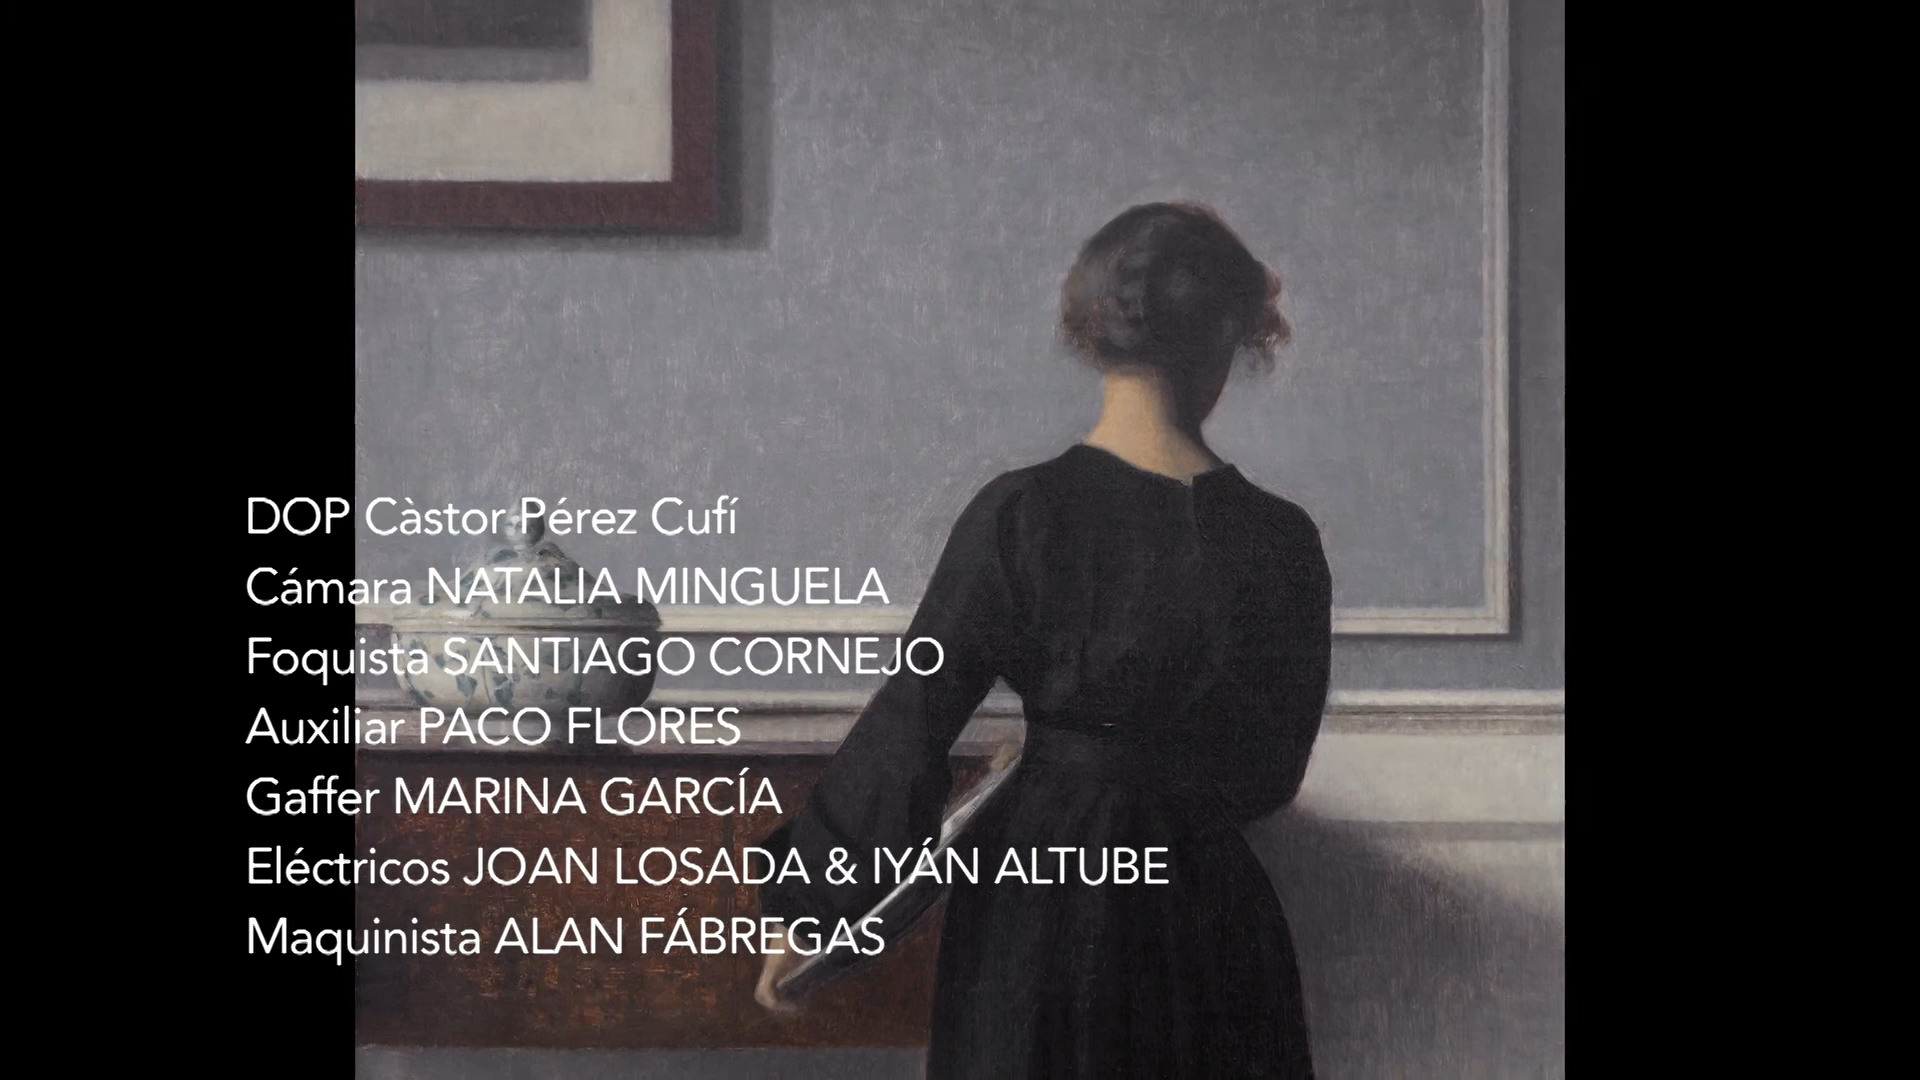 DOP Càstor Pérez Cufí
Cámara NATALIA MINGUELA
Foquista SANTIAGO CORNEJO
Auxiliar PACO FLORES
Gaffer MARINA GARCÍA
Eléctricos JOAN LOSADA & IYÁN ALTUBE
Maquinista ALAN FÁBREGAS